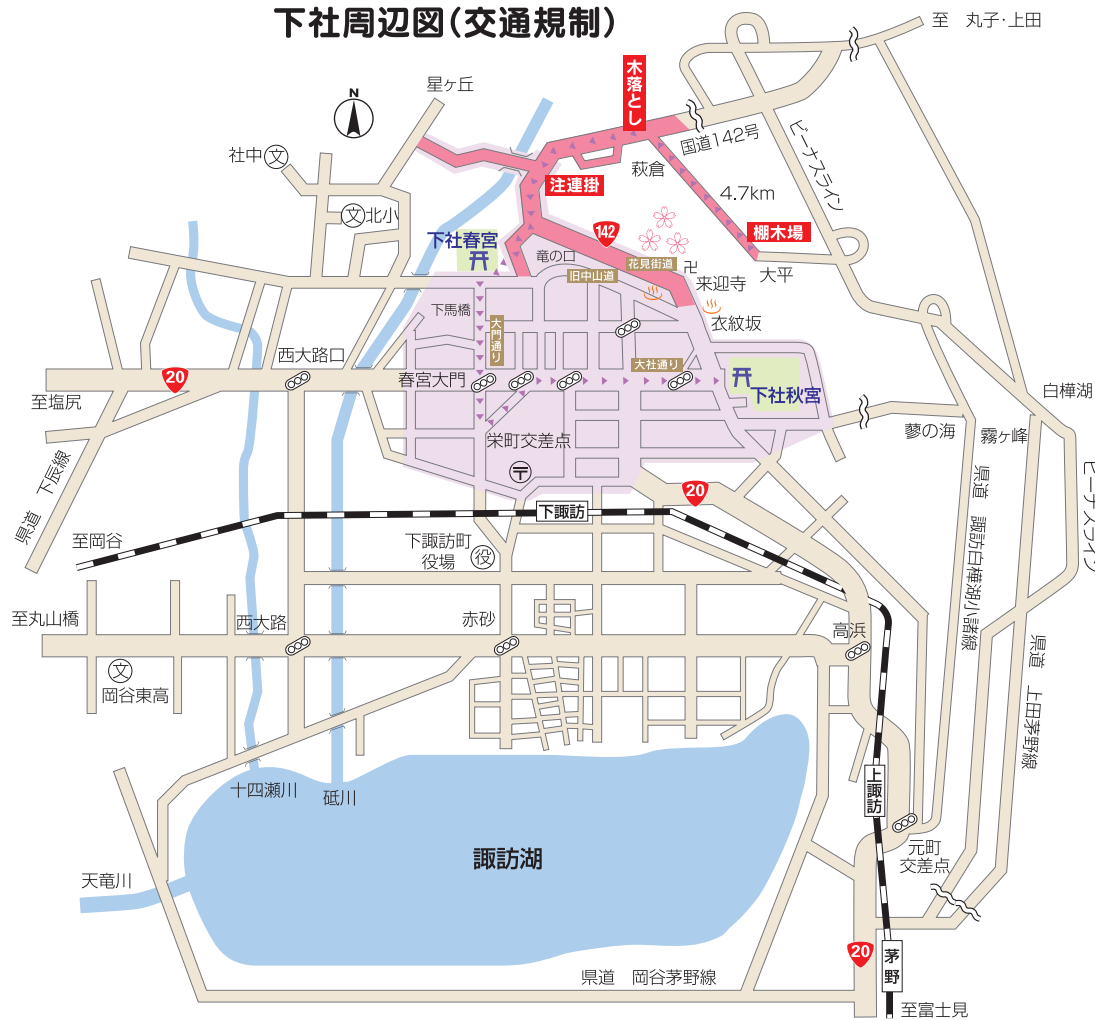 下社周辺図(交通規制)
至 丸子・上田
木落とし
星ヶ丘
N
国道142号
ビーナスライン
社中
文
萩倉
注連掛
4.7km
文
北小
142
棚木場
下社春宮
竜の口
花見街道
卍
来迎寺
大平
旧中山道
下馬橋
大門通り
衣紋坂
西大路口
大社通り
20
春宮大門
下社秋宮
至塩尻
白樺湖
蓼の海
霧ヶ峰
栄町交差点
県道 下辰線
〒
20
ビーナスライン
県道 諏訪白樺湖小諸線
下諏訪
至岡谷
下諏訪町
役場
役
至丸山橋
西大路
赤砂
高浜
文
岡谷東高
県道 上田茅野線
十四瀬川
砥川
上諏訪
諏訪湖
元町
交差点
天竜川
20
茅野
県道 岡谷茅野線
至富士見